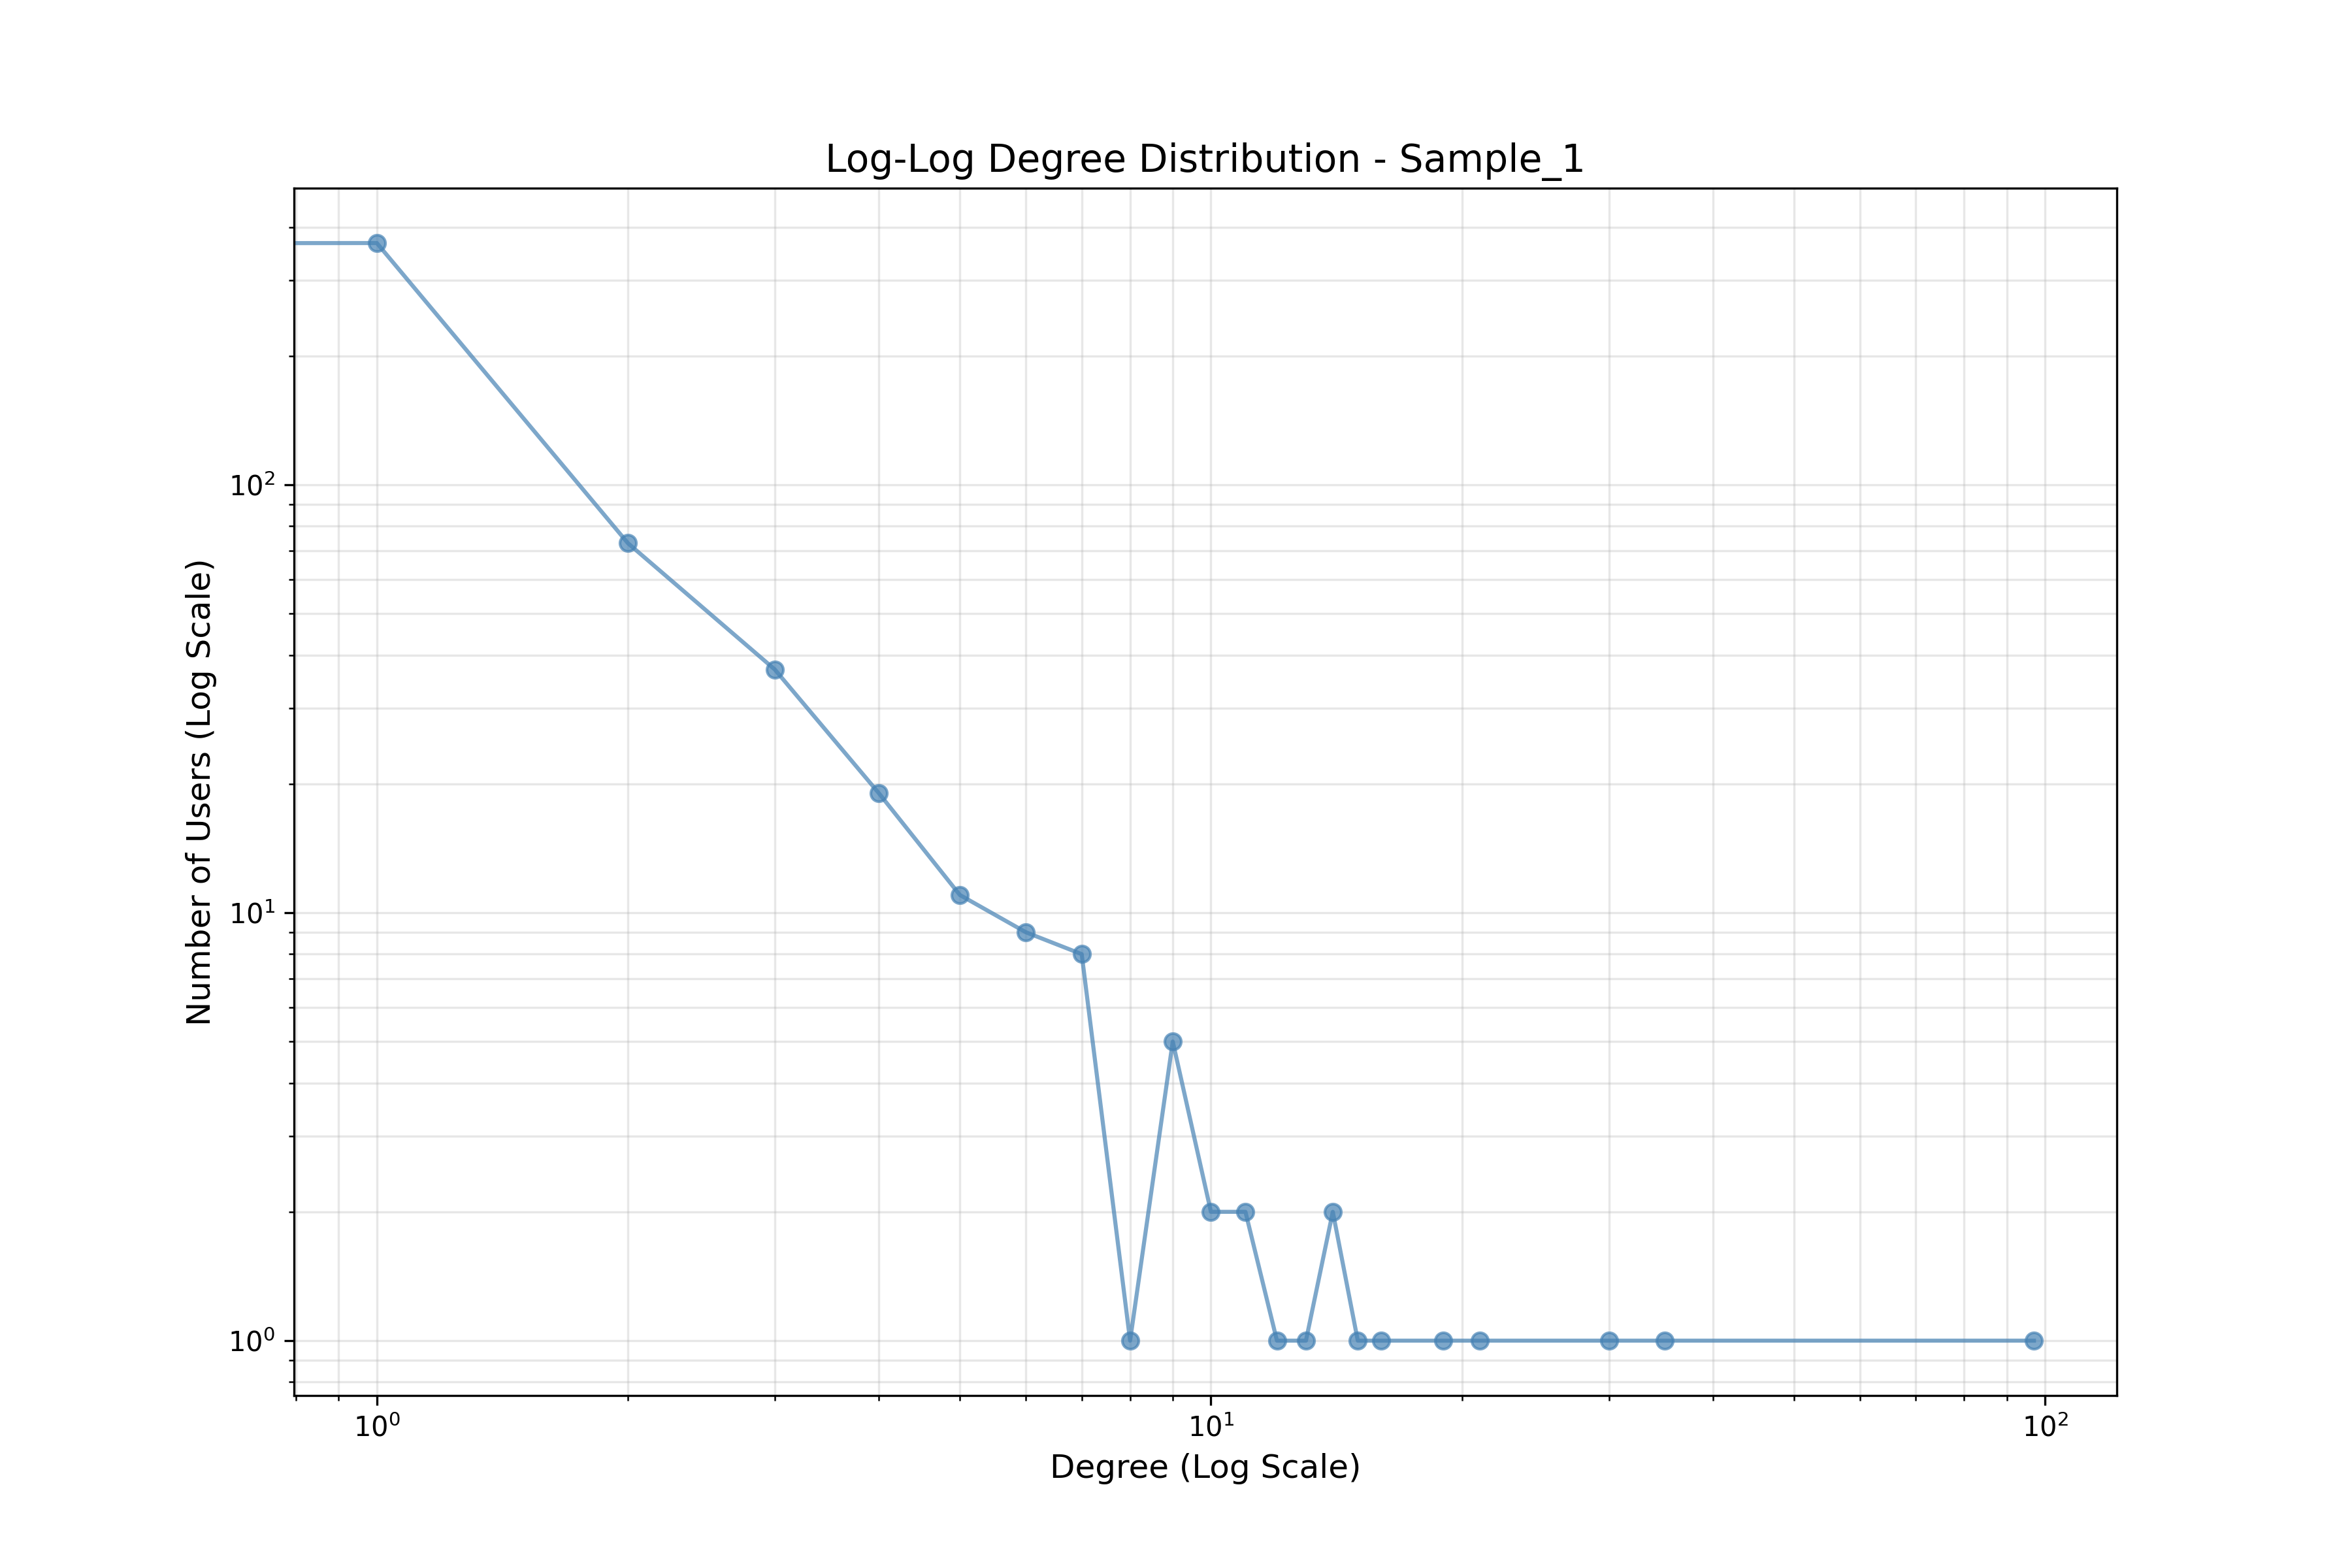 Log-Log Degree Distribution - Sample_1
Number of Users (Log Scale)
10²
10¹
10⁰
10⁰ 10¹ 10²
Degree (Log Scale)